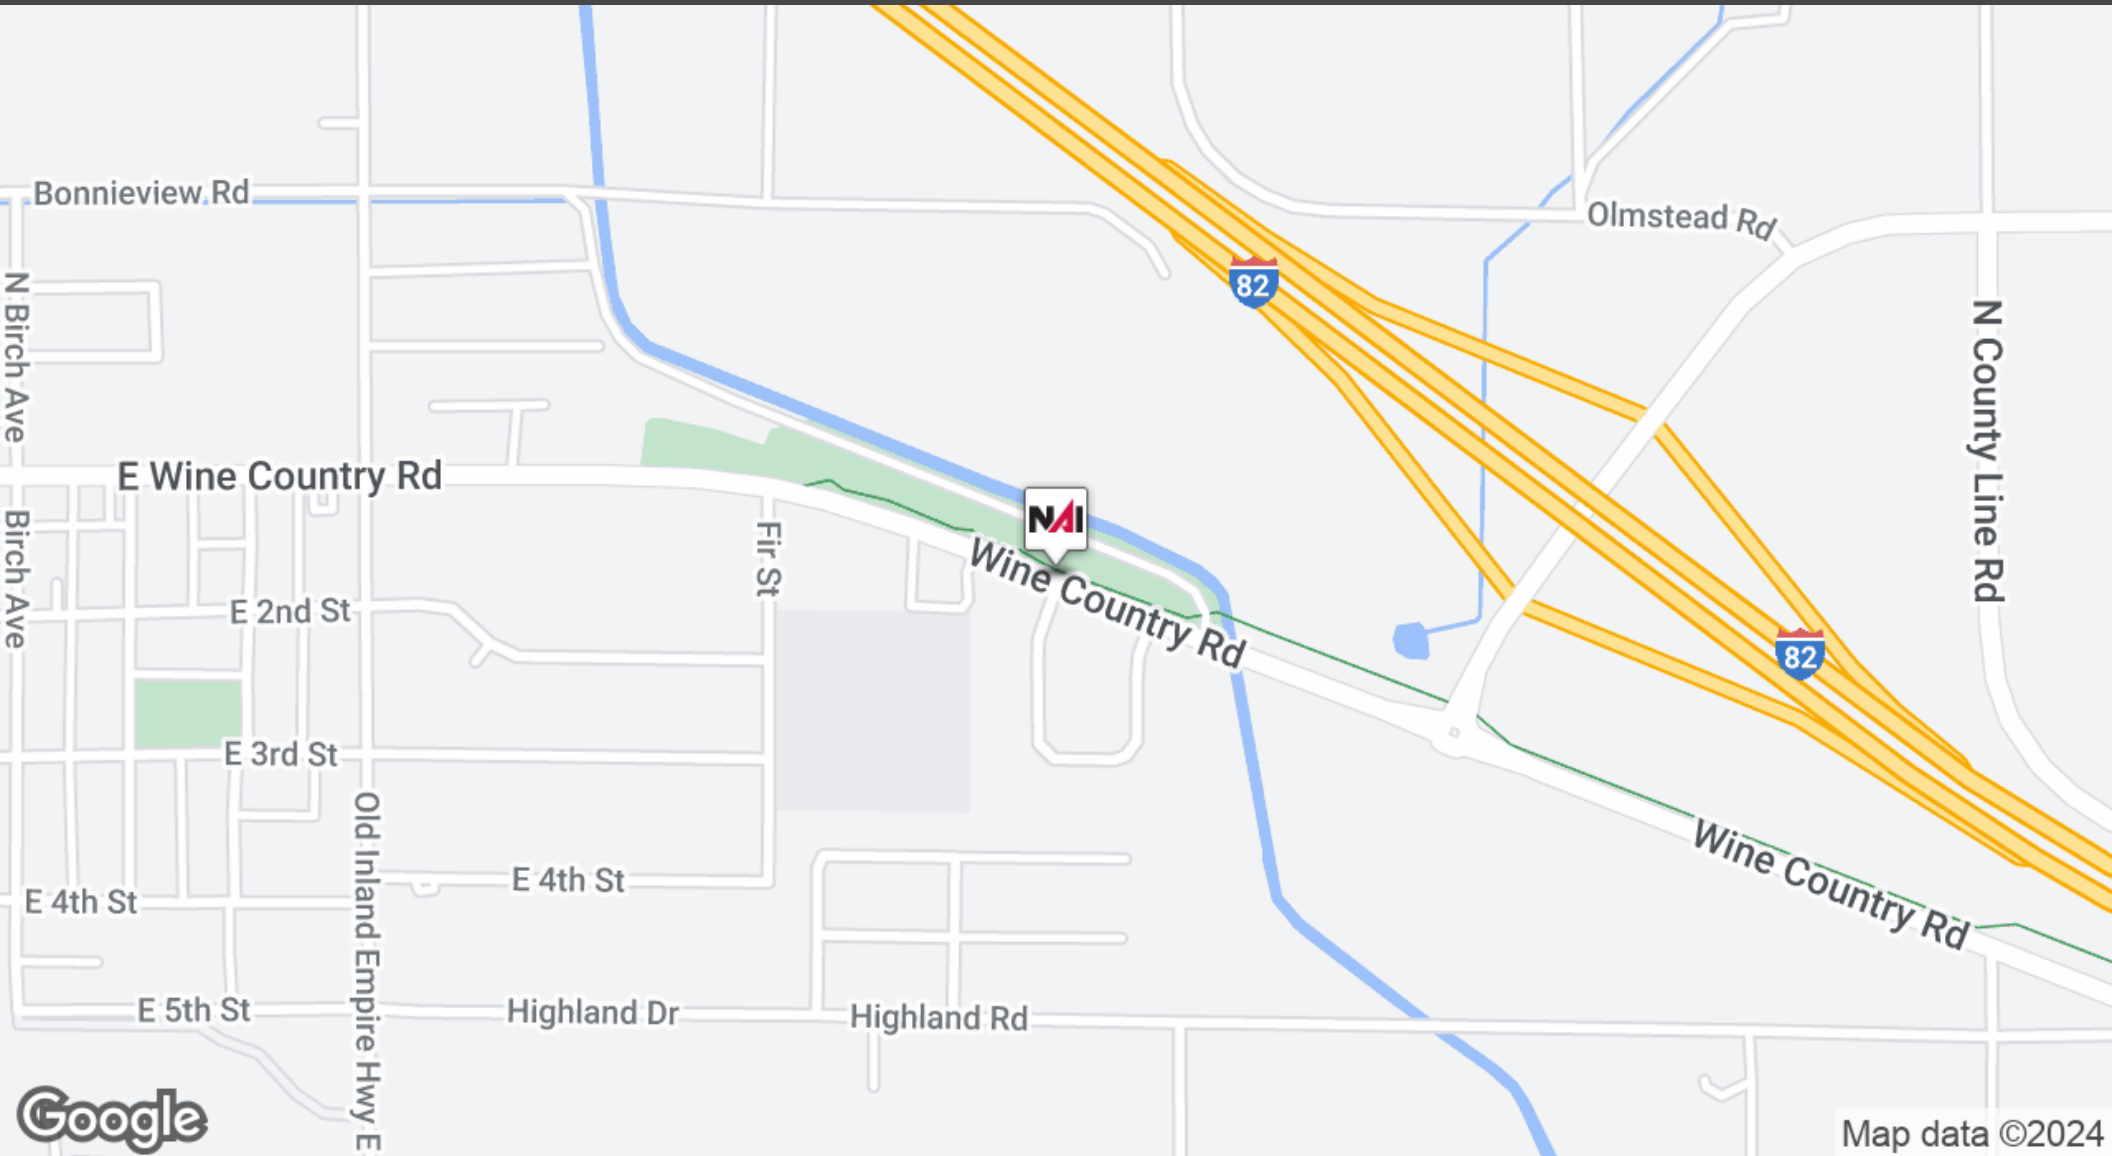 Bonnieview Rd
Olmstead Rd
82
N Birch Ave
N County Line Rd
E Wine Country Rd
NAI
Birch Ave
Fir St
Wine Country Rd
E 2nd St
82
E 3rd St
Old Inland Empire Hwy E
Wine Country Rd
E 4th St
E 4th St
E 5th St
Highland Dr
Highland Rd
Google
Map data ©2024